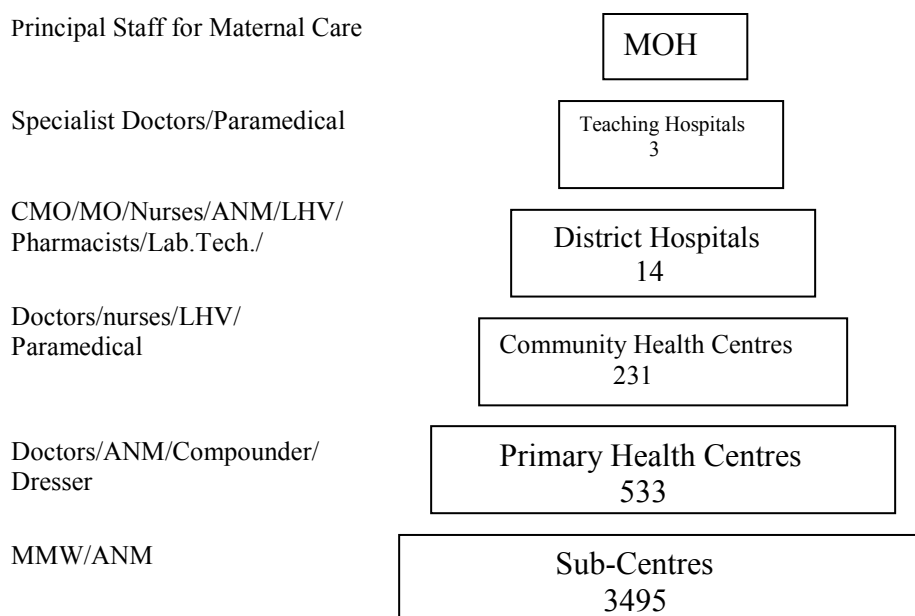 Principal Staff for Maternal Care
MOH
Specialist Doctors/Paramedical
Teaching Hospitals
3
CMO/MO/Nurses/ANM/LHV/
Pharmacists/Lab.Tech./
District Hospitals
14
Doctors/nurses/LHV/
Paramedical
Community Health Centres
231
Doctors/ANM/Compounder/
Dresser
Primary Health Centres
533
MMW/ANM
Sub-Centres
3495